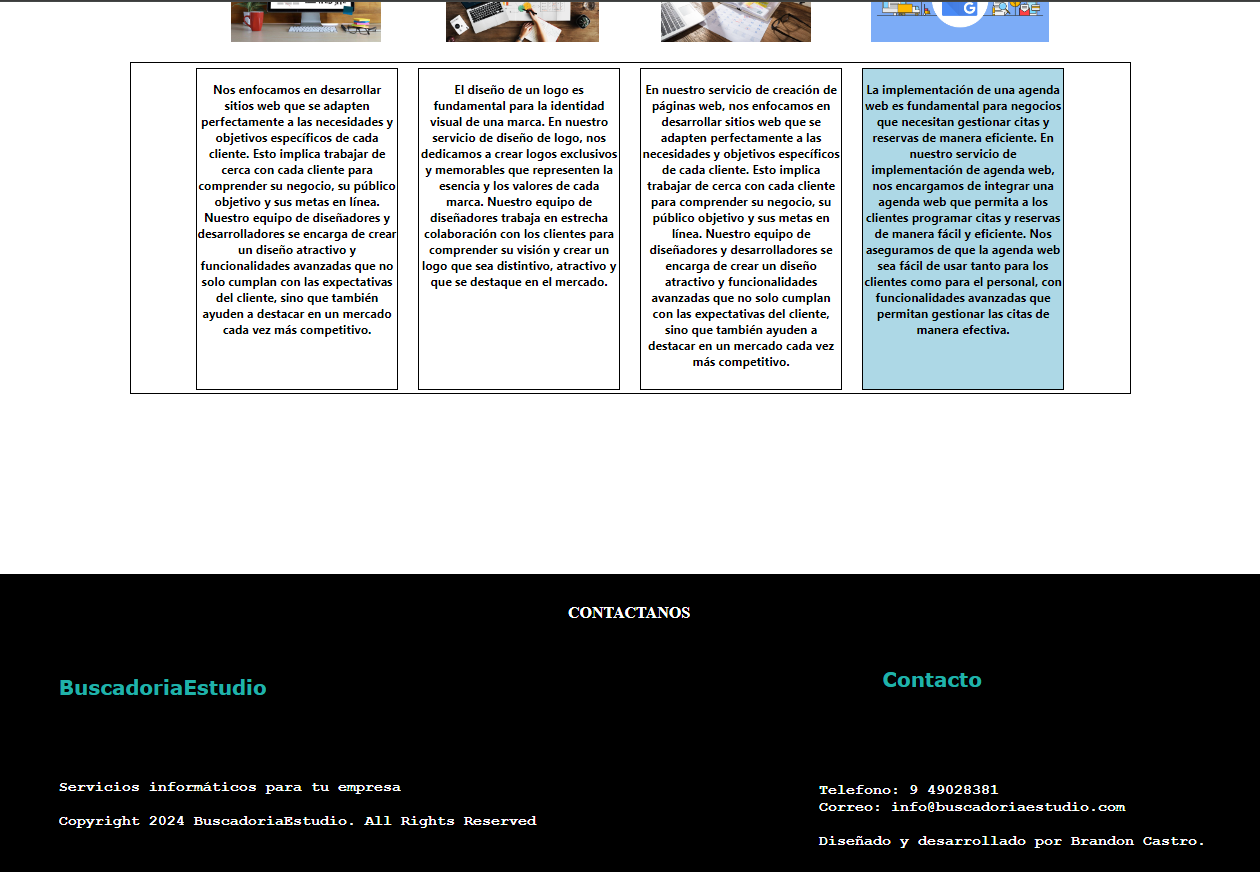 Nos enfocamos en desarrollar
sitios web que se adapten
perfectamente a las necesidades y
objetivos específicos de cada
cliente. Esto implica trabajar de
cerca con cada cliente para
comprender su negocio, su público
objetivo y sus metas en línea.
Nuestro equipo de diseñadores y
desarrolladores se encarga de crear
un diseño atractivo y
funcionalidades avanzadas que no
solo cumplan con las expectativas
del cliente, sino que también
ayuden a destacar en un mercado
cada vez más competitivo.
El diseño de un logo es
fundamental para la identidad
visual de una marca. En nuestro
servicio de diseño de logo, nos
dedicamos a crear logos exclusivos
y memorables que representen la
esencia y los valores de cada
marca. Nuestro equipo de
diseñadores trabaja en estrecha
colaboración con los clientes para
comprender su visión y crear un
logo que sea distintivo, atractivo y
que se destaque en el mercado.
En nuestro servicio de creación de
páginas web, nos enfocamos en
desarrollar sitios web que se
adapten perfectamente a las
necesidades y objetivos específicos
de cada cliente. Esto implica
trabajar de cerca con cada cliente
para comprender su negocio, su
público objetivo y sus metas en
línea. Nuestro equipo de
diseñadores y desarrolladores se
encarga de crear un diseño
atractivo y funcionalidades
avanzadas que no solo cumplan
con las expectativas del cliente,
sino que también ayuden a
destacar en un mercado cada vez
más competitivo.
La implementación de una agenda
web es fundamental para negocios
que necesitan gestionar citas y
reservas de manera eficiente. En
nuestro servicio de
implementación de agenda web,
nos encargamos de integrar una
agenda web que permita a los
clientes programar citas y reservas
de manera fácil y eficiente. Nos
aseguramos de que la agenda web
sea fácil de usar tanto para los
clientes como para el personal, con
funcionalidades avanzadas que
permitan gestionar las citas de
manera efectiva.
CONTACTANOS
BuscadoriaEstudio
Servicios informáticos para tu empresa
Copyright 2024 BuscadoriaEstudio. All Rights Reserved
Contacto
Telefono: 9 49028381
Correo: info@buscadoriaestudio.com
Diseñado y desarrollado por Brandon Castro.